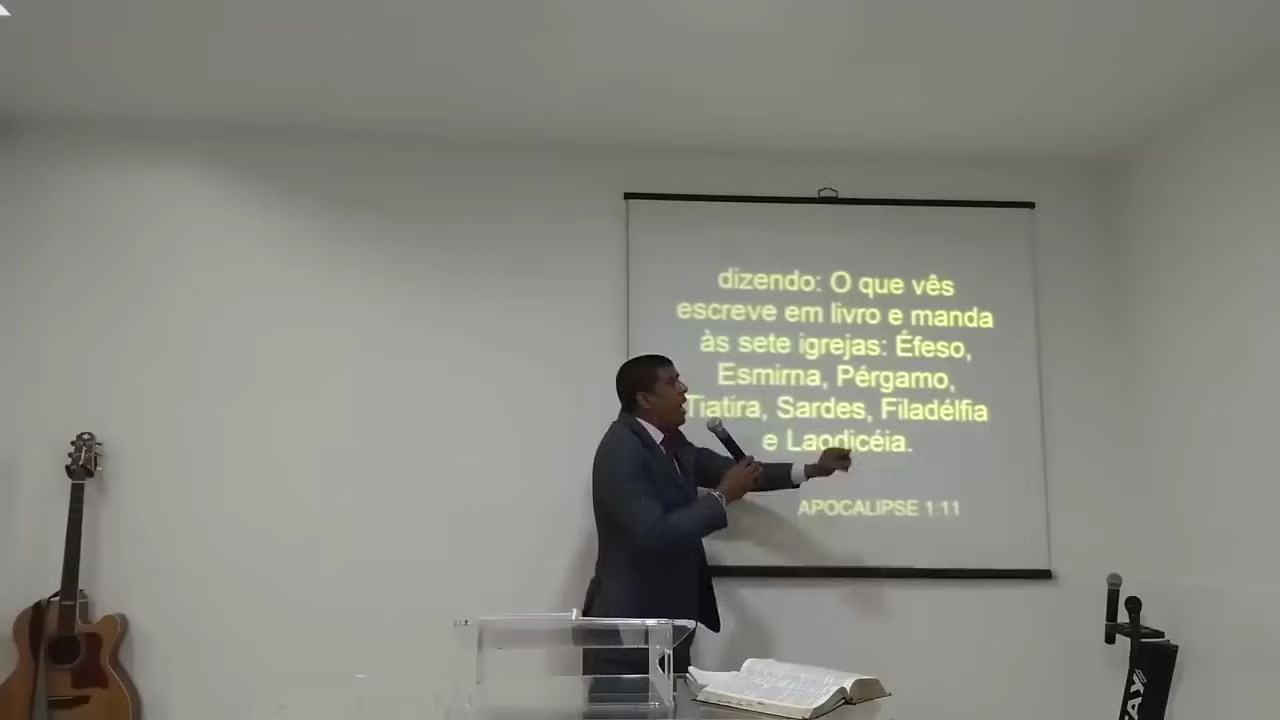 dizendo: O que vês
escreve em livro e manda
às sete igrejas: Éfeso,
Esmirna, Pérgamo,
Tiatira, Sardes, Filadélfia
e Laodicéia.
APOCALIPSE 1:11